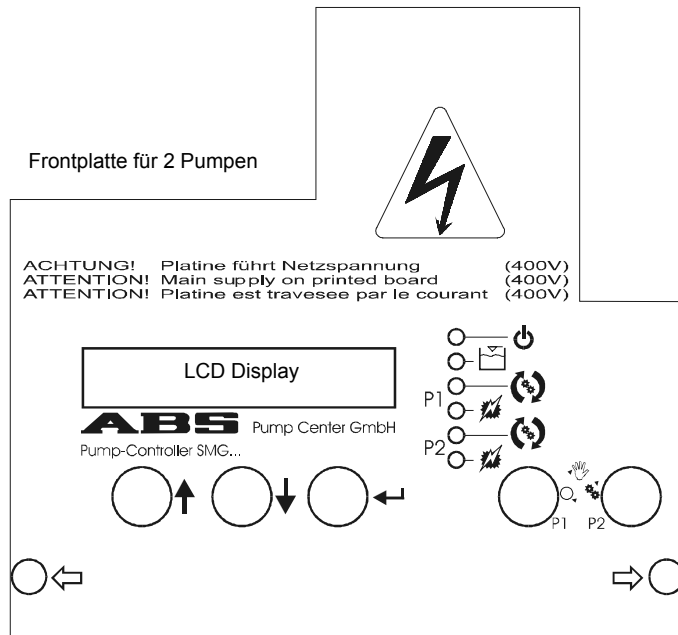 Frontplatte für 2 Pumpen
ACHTUNG! Platine führt Netzspannung (400V)
ATTENTION! Main supply on printed board (400V)
ATTENTION! Platine est travesee par le courant (400V)
LCD Display
ABS Pump Center GmbH
Pump-Controller SMG...
P1
P2
P1 P2